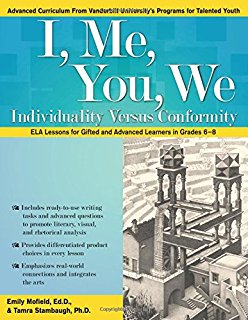 Advanced Curriculum From Vanderbilt University's Programs for Talented Youth
I, Me,
You, We
Individuality Versus Conformity
ELA Lessons for Gifted and Advanced Learners in Grades 6–8
Includes ready-to-use writing
tasks and advanced questions
to promote literary, visual,
and rhetorical analysis
Provides differentiated product
choices in every lesson
Emphasizes real-world
connections and integrates
the arts
Emily Mofield, Ed.D.,
& Tamra Stambaugh, Ph.D.